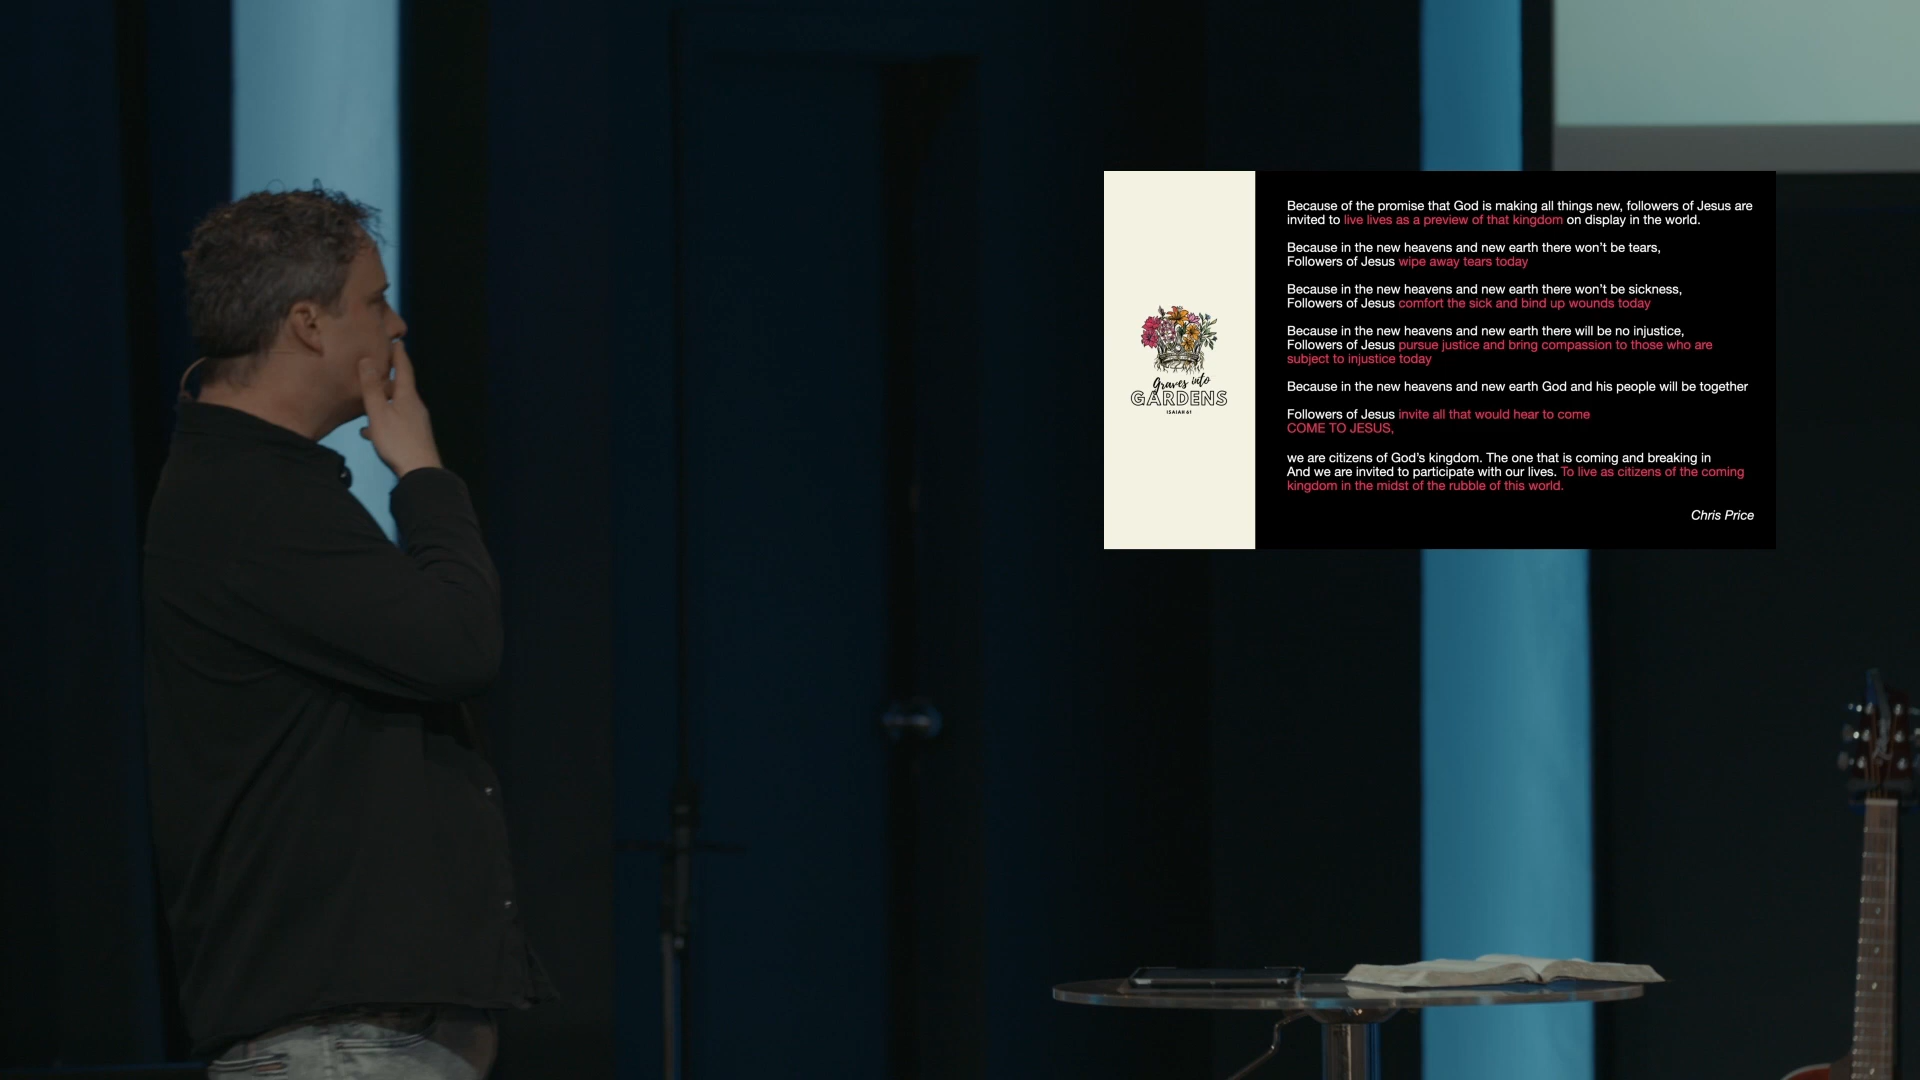 Graves into
GARDENS
ISAIAH 61
Because of the promise that God is making all things new, followers of Jesus are
invited to live lives as a preview of that kingdom on display in the world.
Because in the new heavens and new earth there won't be tears,
Followers of Jesus wipe away tears today
Because in the new heavens and new earth there won't be sickness,
Followers of Jesus comfort the sick and bind up wounds today
Because in the new heavens and new earth there will be no injustice,
Followers of Jesus pursue justice and bring compassion to those who are
subject to injustice today
Because in the new heavens and new earth God and his people will be together
Followers of Jesus invite all that would hear to come
COME TO JESUS,
we are citizens of God's kingdom. The one that is coming and breaking in
And we are invited to participate with our lives. To live as citizens of the coming
kingdom in the midst of the rubble of this world.
Chris Price